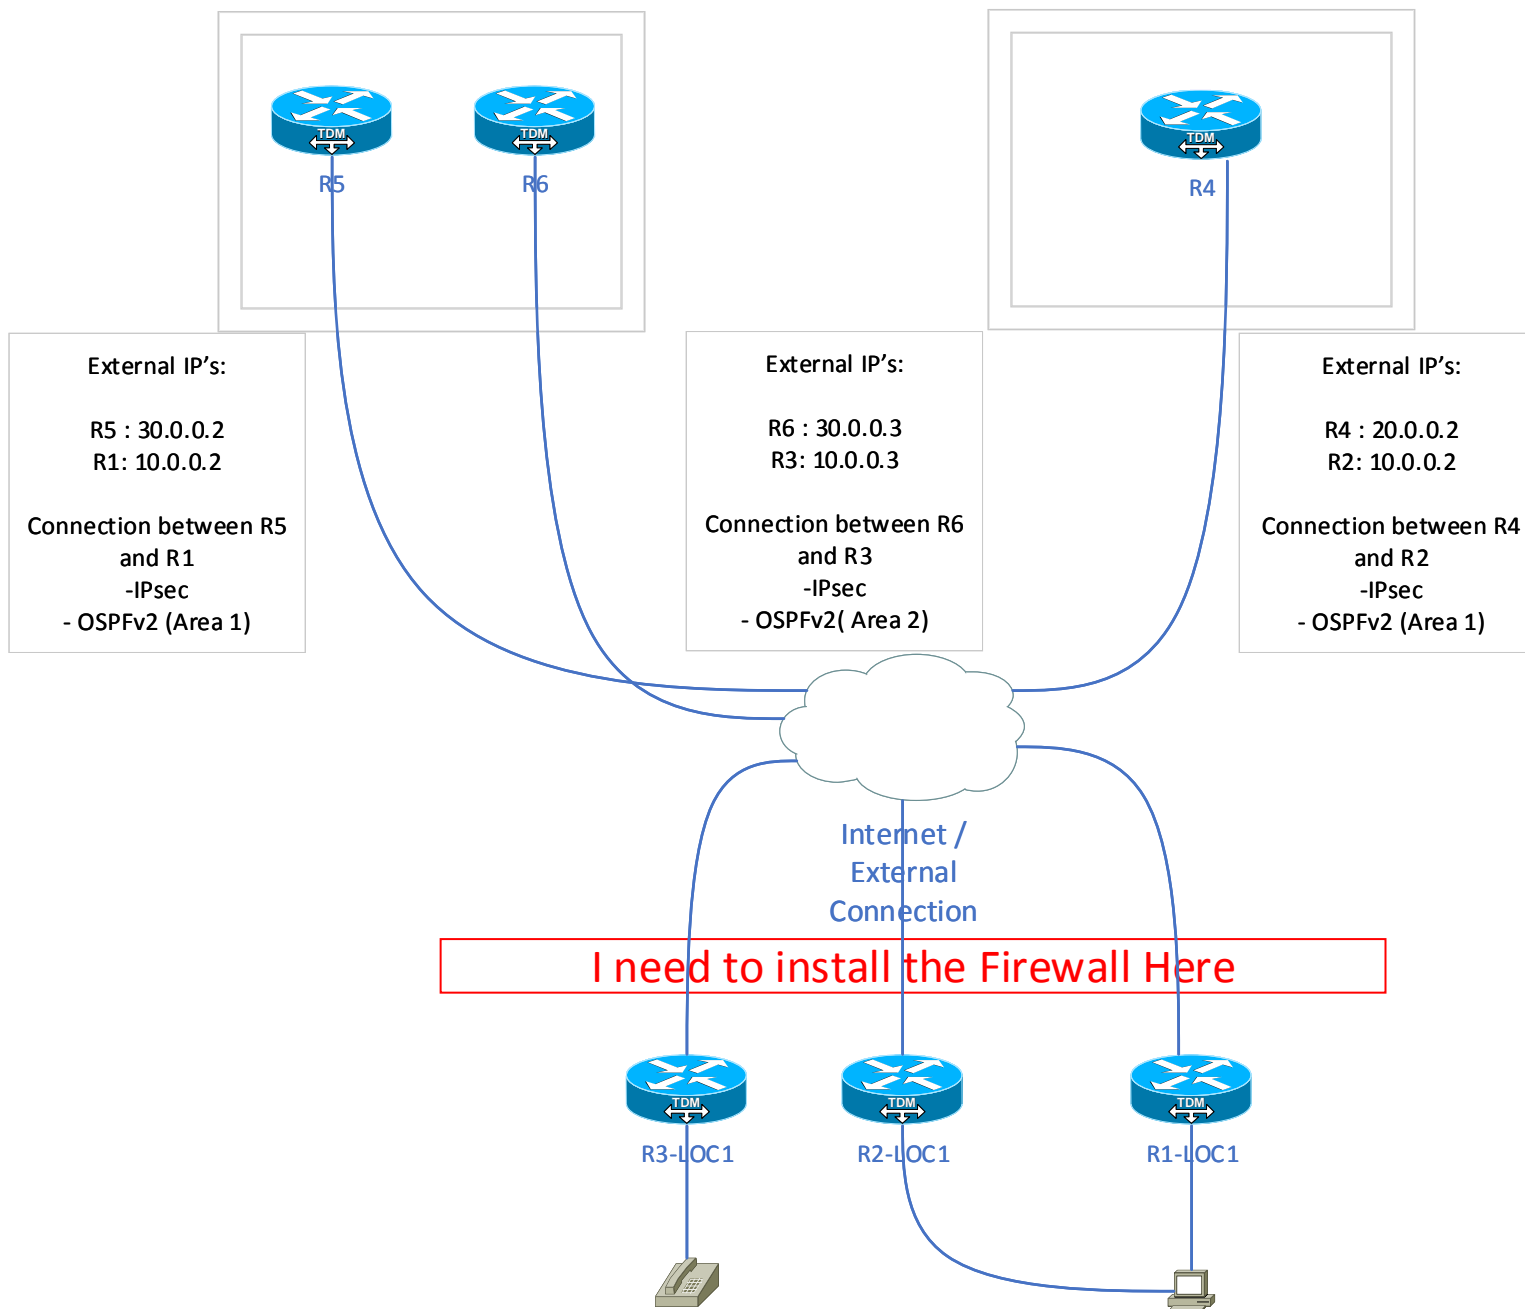 TDM
TDM
TDM
R5
R6
R4
External IP's:
R5 : 30.0.0.2
R1: 10.0.0.2
Connection between R5
and R1
-IPsec
- OSPFv2 (Area 1)
External IP's:
R6 : 30.0.0.3
R3: 10.0.0.3
Connection between R6
and R3
-IPsec
- OSPFv2( Area 2)
External IP's:
R4 : 20.0.0.2
R2: 10.0.0.2
Connection between R4
and R2
-IPsec
- OSPFv2 (Area 1)
Internet /
External
Connection
I need to install the Firewall Here
TDM
TDM
TDM
R3-LOC1
R2-LOC1
R1-LOC1